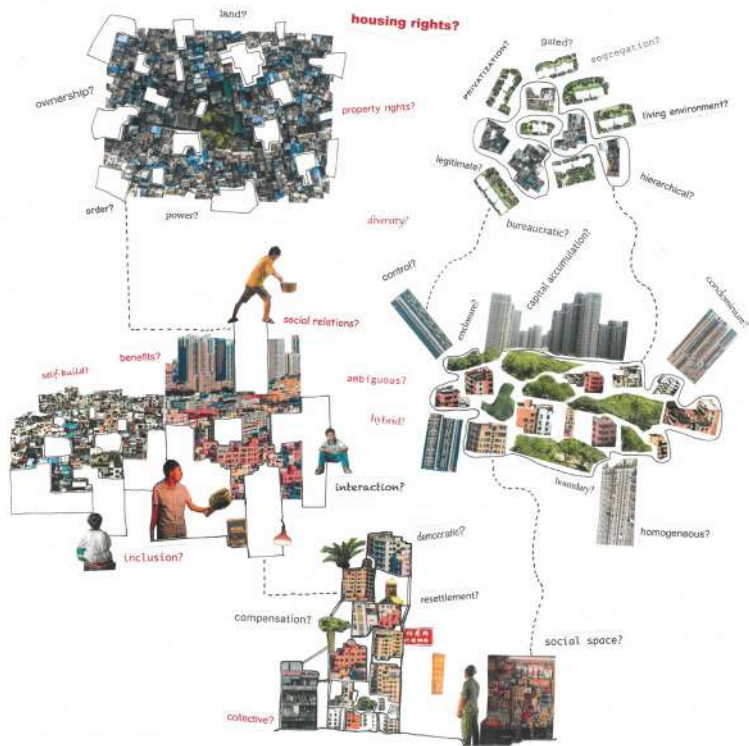 land?
housing rights?
PRIVATIZATION?
gated?
segregation?
ownership?
property rights?
living environment?
legitimate?
hierarchical?
order?
power?
diversity?
bureaucratic?
control?
capital accumulation?
enclosure?
condominum?
social relations?
benefits?
self-build?
ambiguous?
hybrid?
interaction?
boundary?
homogeneous?
inclusion?
democratic?
resettlement?
compensation?
social space?
collective?